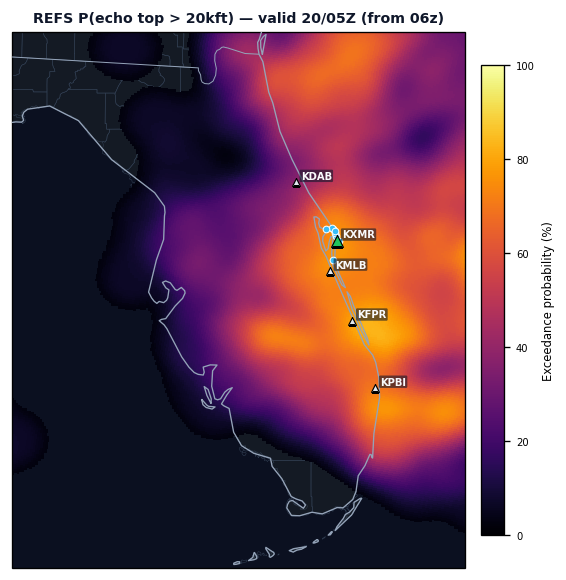 REFS P(echo top > 20kft) — valid 20/05Z (from 06z)
KDAB
KXMR
KMLB
KFPR
KPBI
100
80
60
40
20
0
Exceedance probability (%)